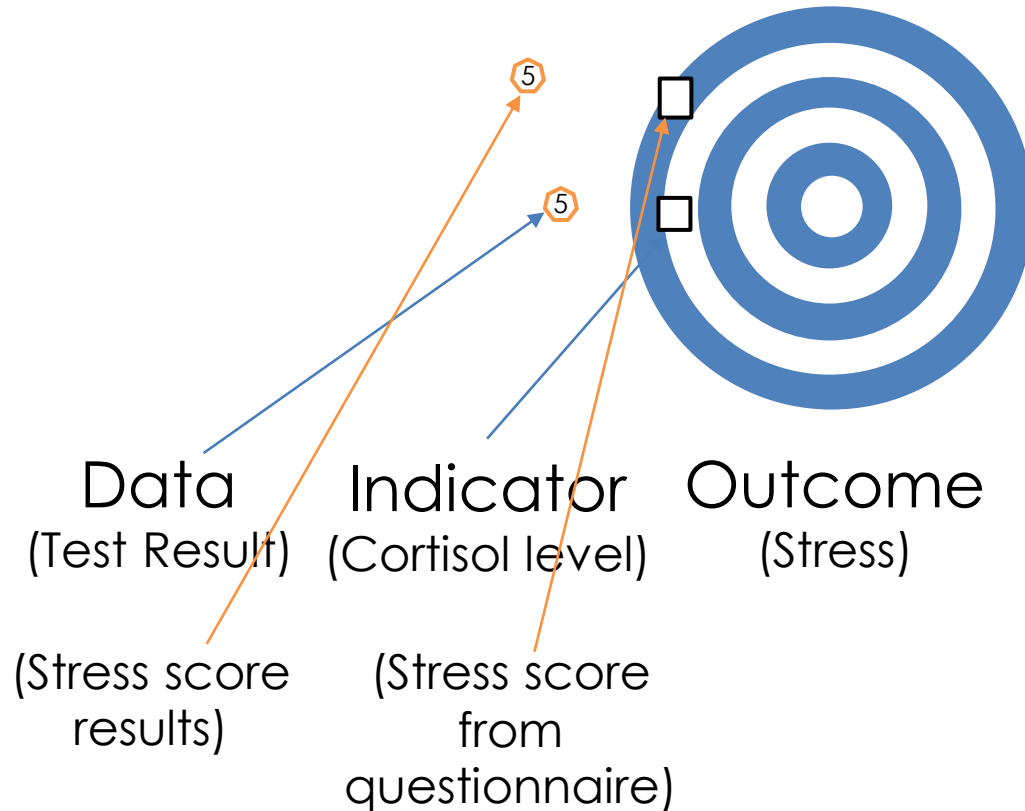 5
5
Data
(Test Result)
Indicator
(Cortisol level)
Outcome
(Stress)
(Stress score
results)
(Stress score
from
questionnaire)